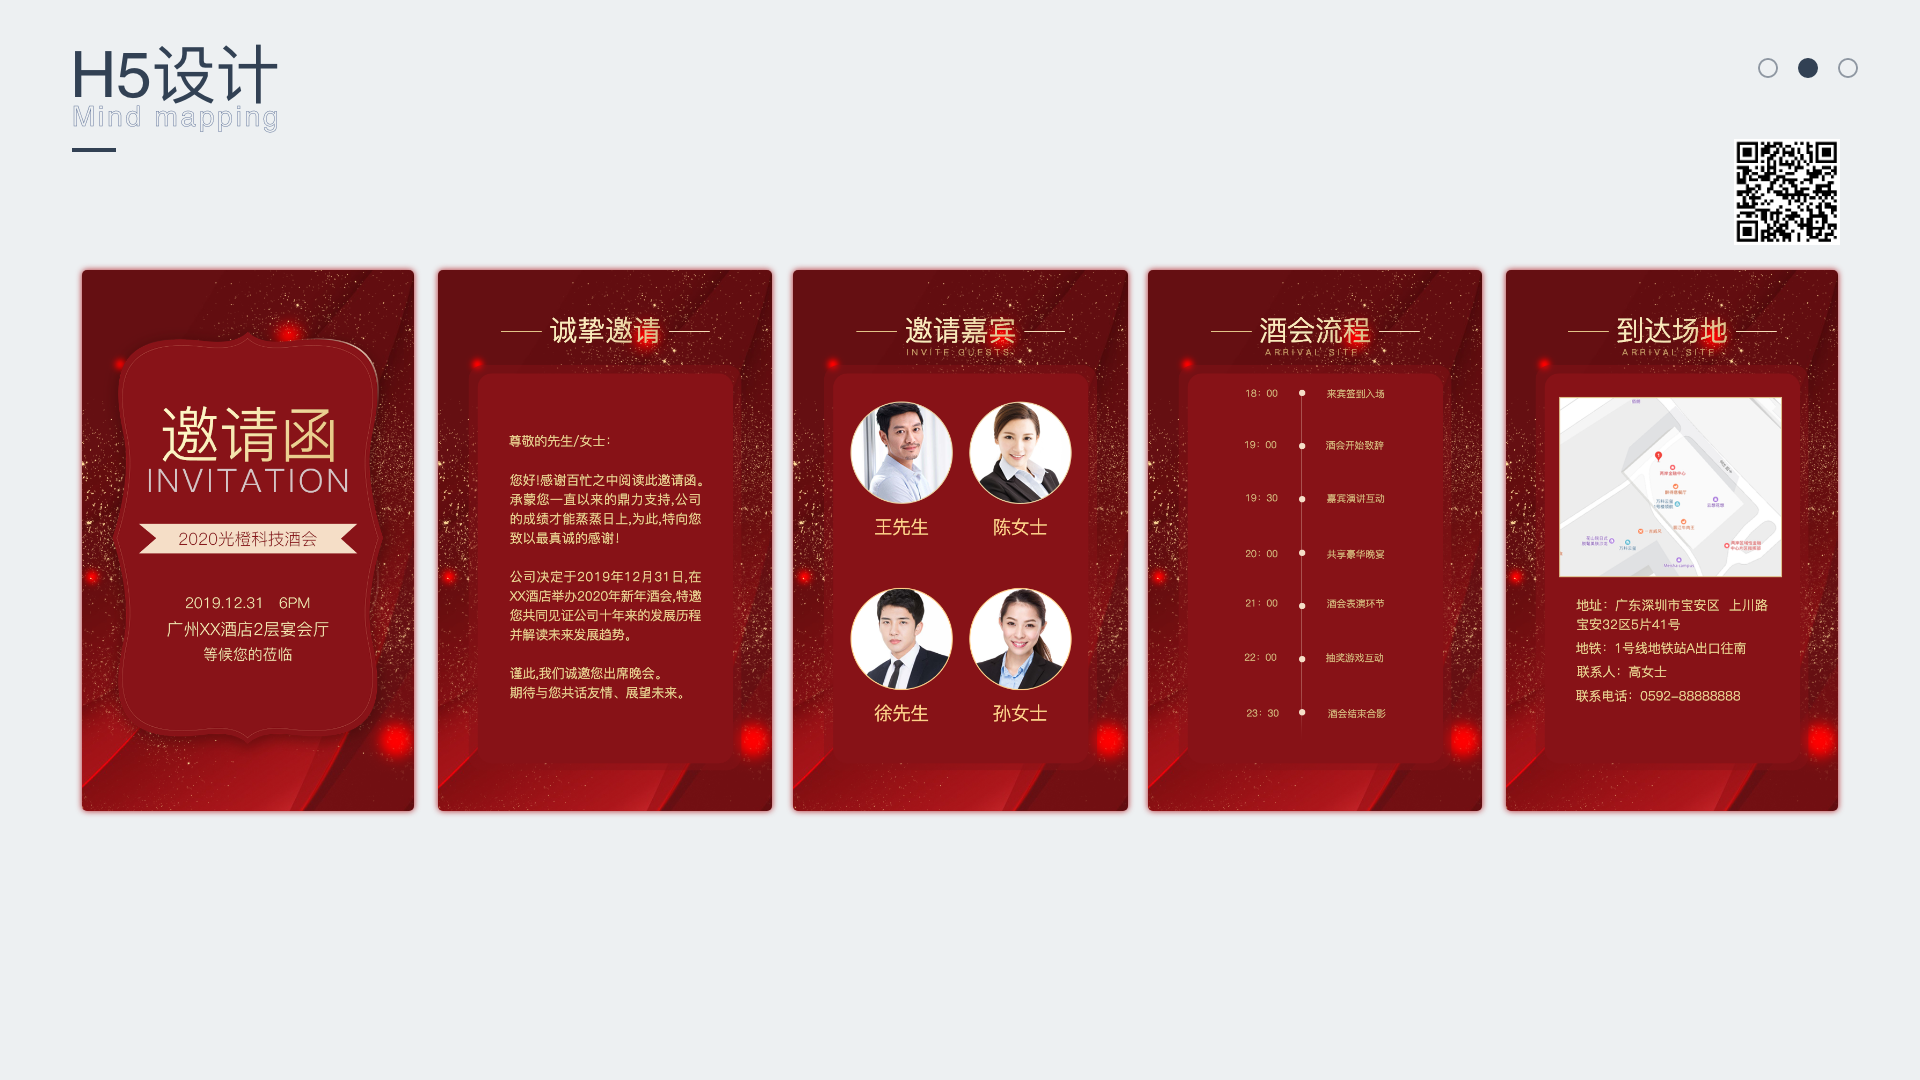 H5设计
Mind mapping
邀请函
INVITATION
2020光橙科技酒会
2019.12.31 6PM
广州XX酒店2层宴会厅
等候您的莅临
诚挚邀请
尊敬的先生/女士：
您好!感谢百忙之中阅读此邀请函。
承蒙您一直以来的鼎力支持,公司
的成绩才能蒸蒸日上,为此,特向您
致以最真诚的感谢!
公司决定于2019年12月31日,在
XX酒店举办2020年新年酒会,特邀
您共同见证公司十年来的发展历程
并解读未来发展趋势。
谨此,我们诚邀您出席晚会。
期待与您共话友情、展望未来。
邀请嘉宾
INVITE GUESTS
王先生
陈女士
徐先生
孙女士
酒会流程
ARRIVAL SITE
18：00 来宾签到入场
19：00 酒会开始致辞
19：30 嘉宾演讲互动
20：00 共享豪华晚宴
21：00 酒会表演环节
22：00 抽奖游戏互动
23：30 酒会结束合影
到达场地
ARRIVAL SITE
地址：广东深圳市宝安区 上川路
宝安32区5片41号
地铁：1号线地铁站A出口往南
联系人：高女士
联系电话：0592-88888888